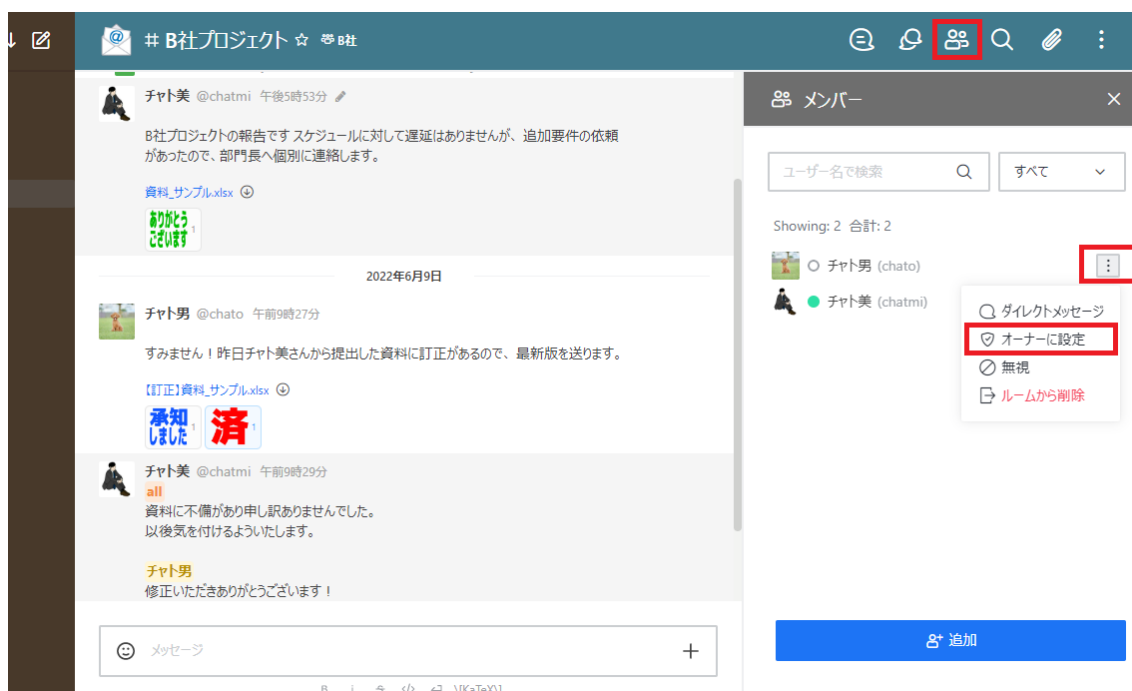 # B社プロジェクト B社
チャト美 @chatmi 午後5時53分
B社プロジェクトの報告です スケジュールに対して遅延はありませんが、追加要件の依頼
があったので、部門長へ個別に連絡します。
資料_サンプル.xlsx
ありがとう
ございます 1
2022年6月9日
チャト男 @chato 午前9時27分
すみません！昨日チャト美さんから提出した資料に訂正があるので、最新版を送ります。
【訂正】資料_サンプル.xlsx
承知
しました 1 済 1
チャト美 @chatmi 午前9時29分
all
資料に不備があり申し訳ありませんでした。
以後気を付けるよういたします。
チャト男
修正いただきありがとうございます！
メッセージ
B i S </> \[KaTeX\]
メンバー
ユーザー名で検索 すべて
Showing: 2 合計: 2
チャト男 (chato)
チャト美 (chatmi)
ダイレクトメッセージ
オーナーに設定
無視
ルームから削除
追加